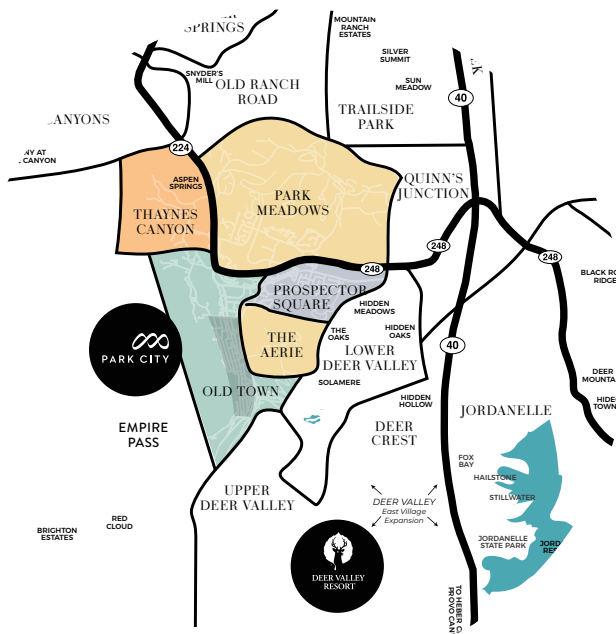 SPRINGS
MOUNTAIN
RANCH
ESTATES
SILVER
SUMMIT
SNYDER'S
MILL
OLD RANCH
ROAD
SUN
MEADOW
40
TRAILSIDE
PARK
ANYONS
224
NY AT
CANYON
ASPEN
SPRINGS
QUINN'S
JUNCTION
PARK
MEADOWS
THAYNES
CANYON
248
248
248
BLACK RO
RIDGE
PROSPECTOR
SQUARE
HIDDEN
MEADOWS
THE
OAKS
HIDDEN
OAKS
THE
AERIE
LOWER
DEER VALLEY
40
PARK CITY
SOLAMERE
DEER
MOUNTA
OLD TOWN
HIDDEN
HOLLOW
JORDANELLE
HIDE
TOWN
EMPIRE
PASS
DEER
CREST
FOX
BAY
HAILSTONE
STILLWATER
UPPER
DEER VALLEY
DEER VALLEY
East Village
Expansion
RED
CLOUD
BRIGHTON
ESTATES
JORDANELLE
STATE PARK
JORD
RES
DEER VALLEY
RESORT
TO HEBER C
PROVO CAN